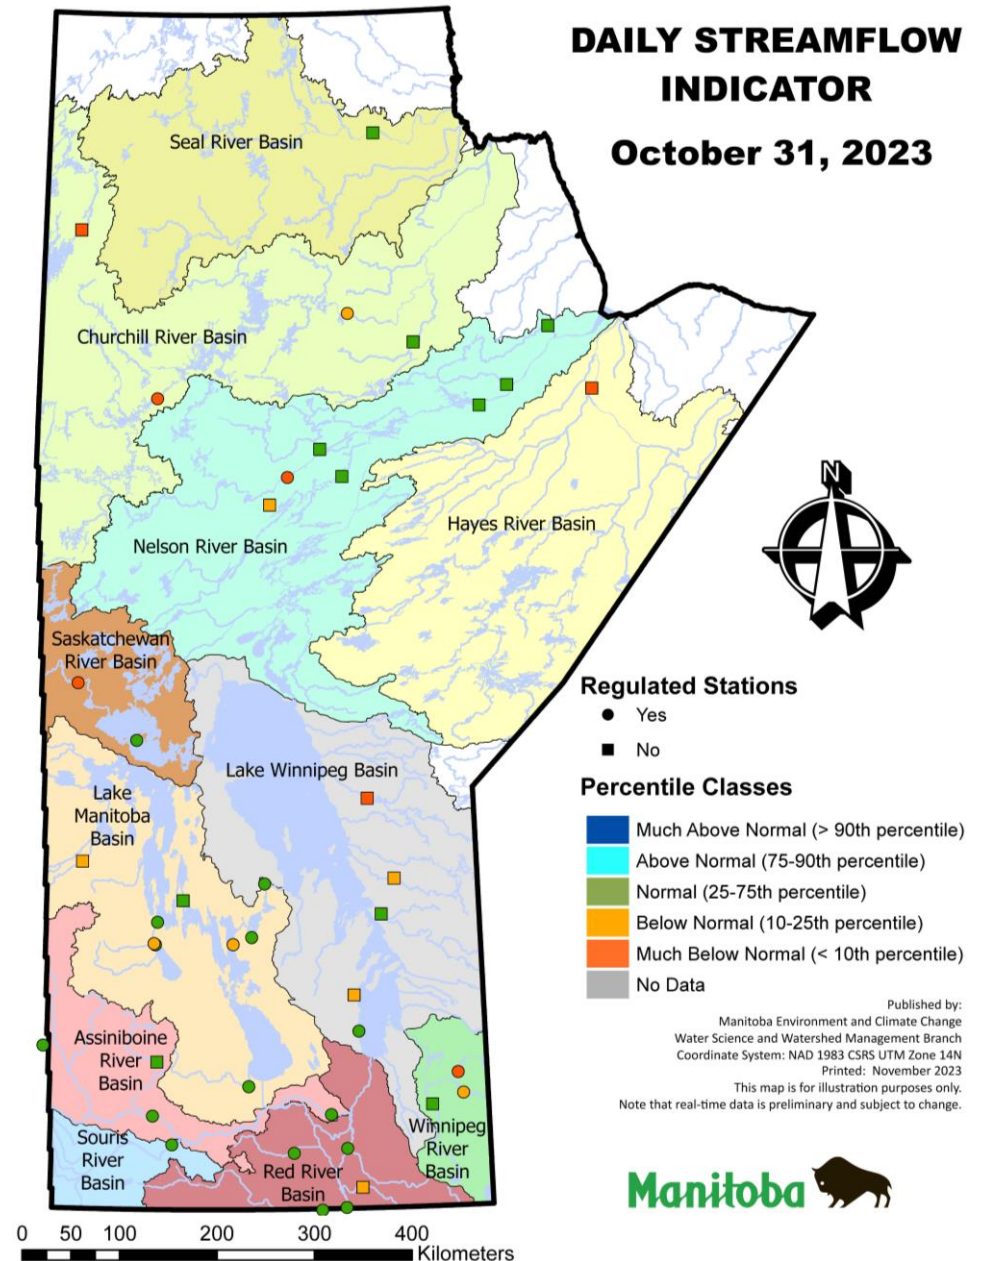 DAILY STREAMFLOW
INDICATOR
October 31, 2023
Seal River Basin
Churchill River Basin
Nelson River Basin
Hayes River Basin
N
Saskatchewan
River Basin
Lake Winnipeg Basin
Lake
Manitoba
Basin
Assiniboine
River
Basin
Souris
River
Basin
Red River
Basin
Winnipeg
River
Basin
Regulated Stations
Yes
No
Percentile Classes
Much Above Normal (> 90th percentile)
Above Normal (75-90th percentile)
Normal (25-75th percentile)
Below Normal (10-25th percentile)
Much Below Normal (< 10th percentile)
No Data
Published by:
Manitoba Environment and Climate Change
Water Science and Watershed Management Branch
Coordinate System: NAD 1983 CSRS UTM Zone 14N
Printed: November 2023
This map is for illustration purposes only.
Note that real-time data is preliminary and subject to change.
Manitoba
0 50 100 200 300 400
Kilometers